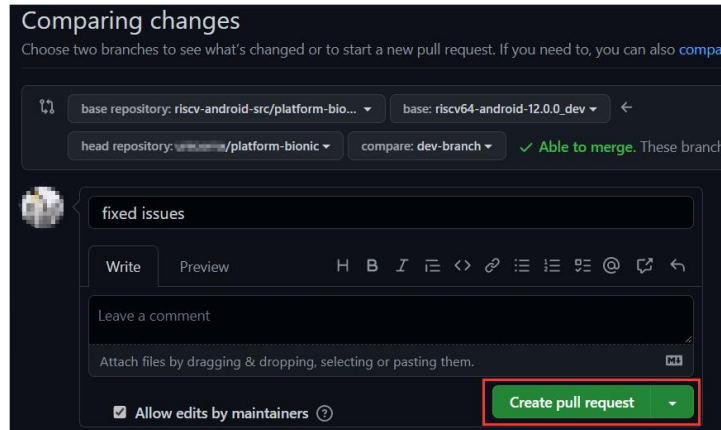 Comparing changes
Choose two branches to see what's changed or to start a new pull request. If you need to, you can also compa
base repository: riscv-android-src/platform-bio... base: riscv64-android-12.0.0_dev
head repository: /platform-bionic compare: dev-branch Able to merge. These branch
fixed issues
Write Preview
Leave a comment
Attach files by dragging & dropping, selecting or pasting them.
Allow edits by maintainers
Create pull request